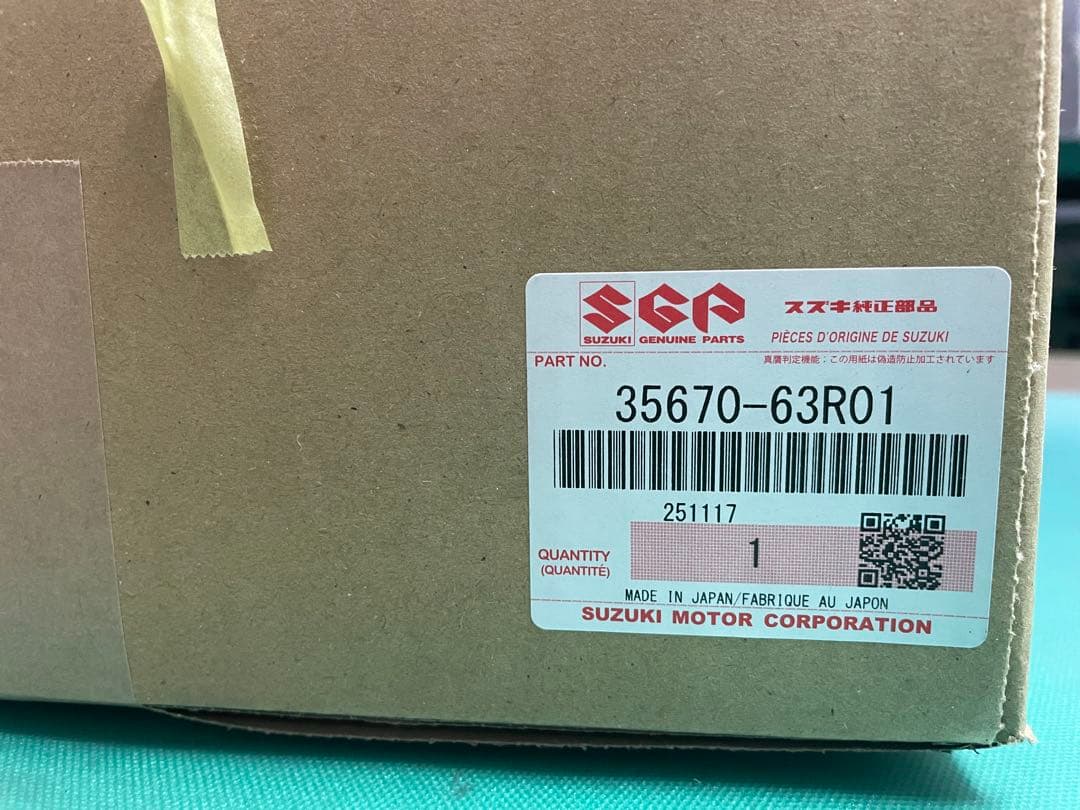 SGP
スズキ純正部品
SUZUKI GENUINE PARTS
PIÈCES D'ORIGINE DE SUZUKI
PART NO.
真贋判定機能：この用紙は偽造防止加工されています
35670-63R01
251117
QUANTITY
(QUANTITÉ)
1
MADE IN JAPAN/FABRIQUE AU JAPON
SUZUKI MOTOR CORPORATION